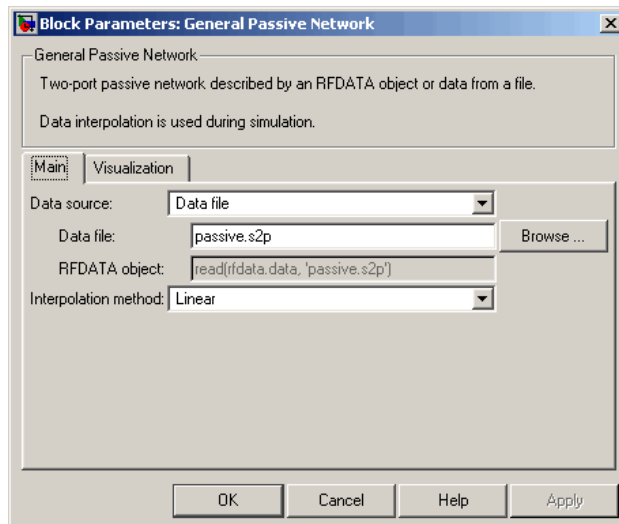 Block Parameters: General Passive Network
General Passive Network
Two-port passive network described by an RFDATA object or data from a file.
Data interpolation is used during simulation.
Main Visualization
Data source: Data file
Data file: passive.s2p Browse ...
RFDATA object: read(rfdata.data, 'passive.s2p')
Interpolation method: Linear
OK Cancel Help Apply